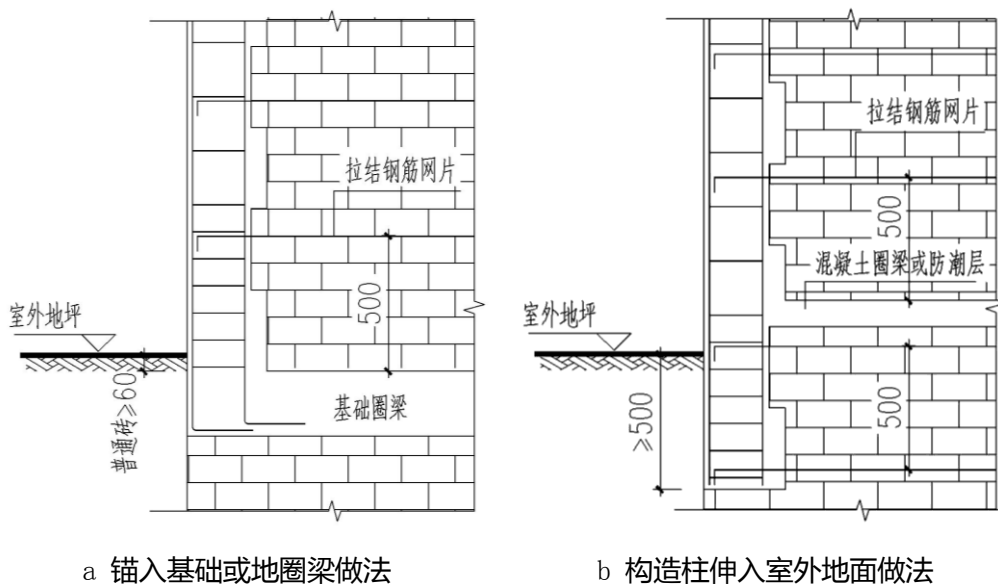 拉结钢筋网片
500
室外地坪
普通砖≥60
基础圈梁
a 锚入基础或地圈梁做法
拉结钢筋网片
500
混凝土圈梁或防潮层
室外地坪
≥500
500
b 构造柱伸入室外地面做法